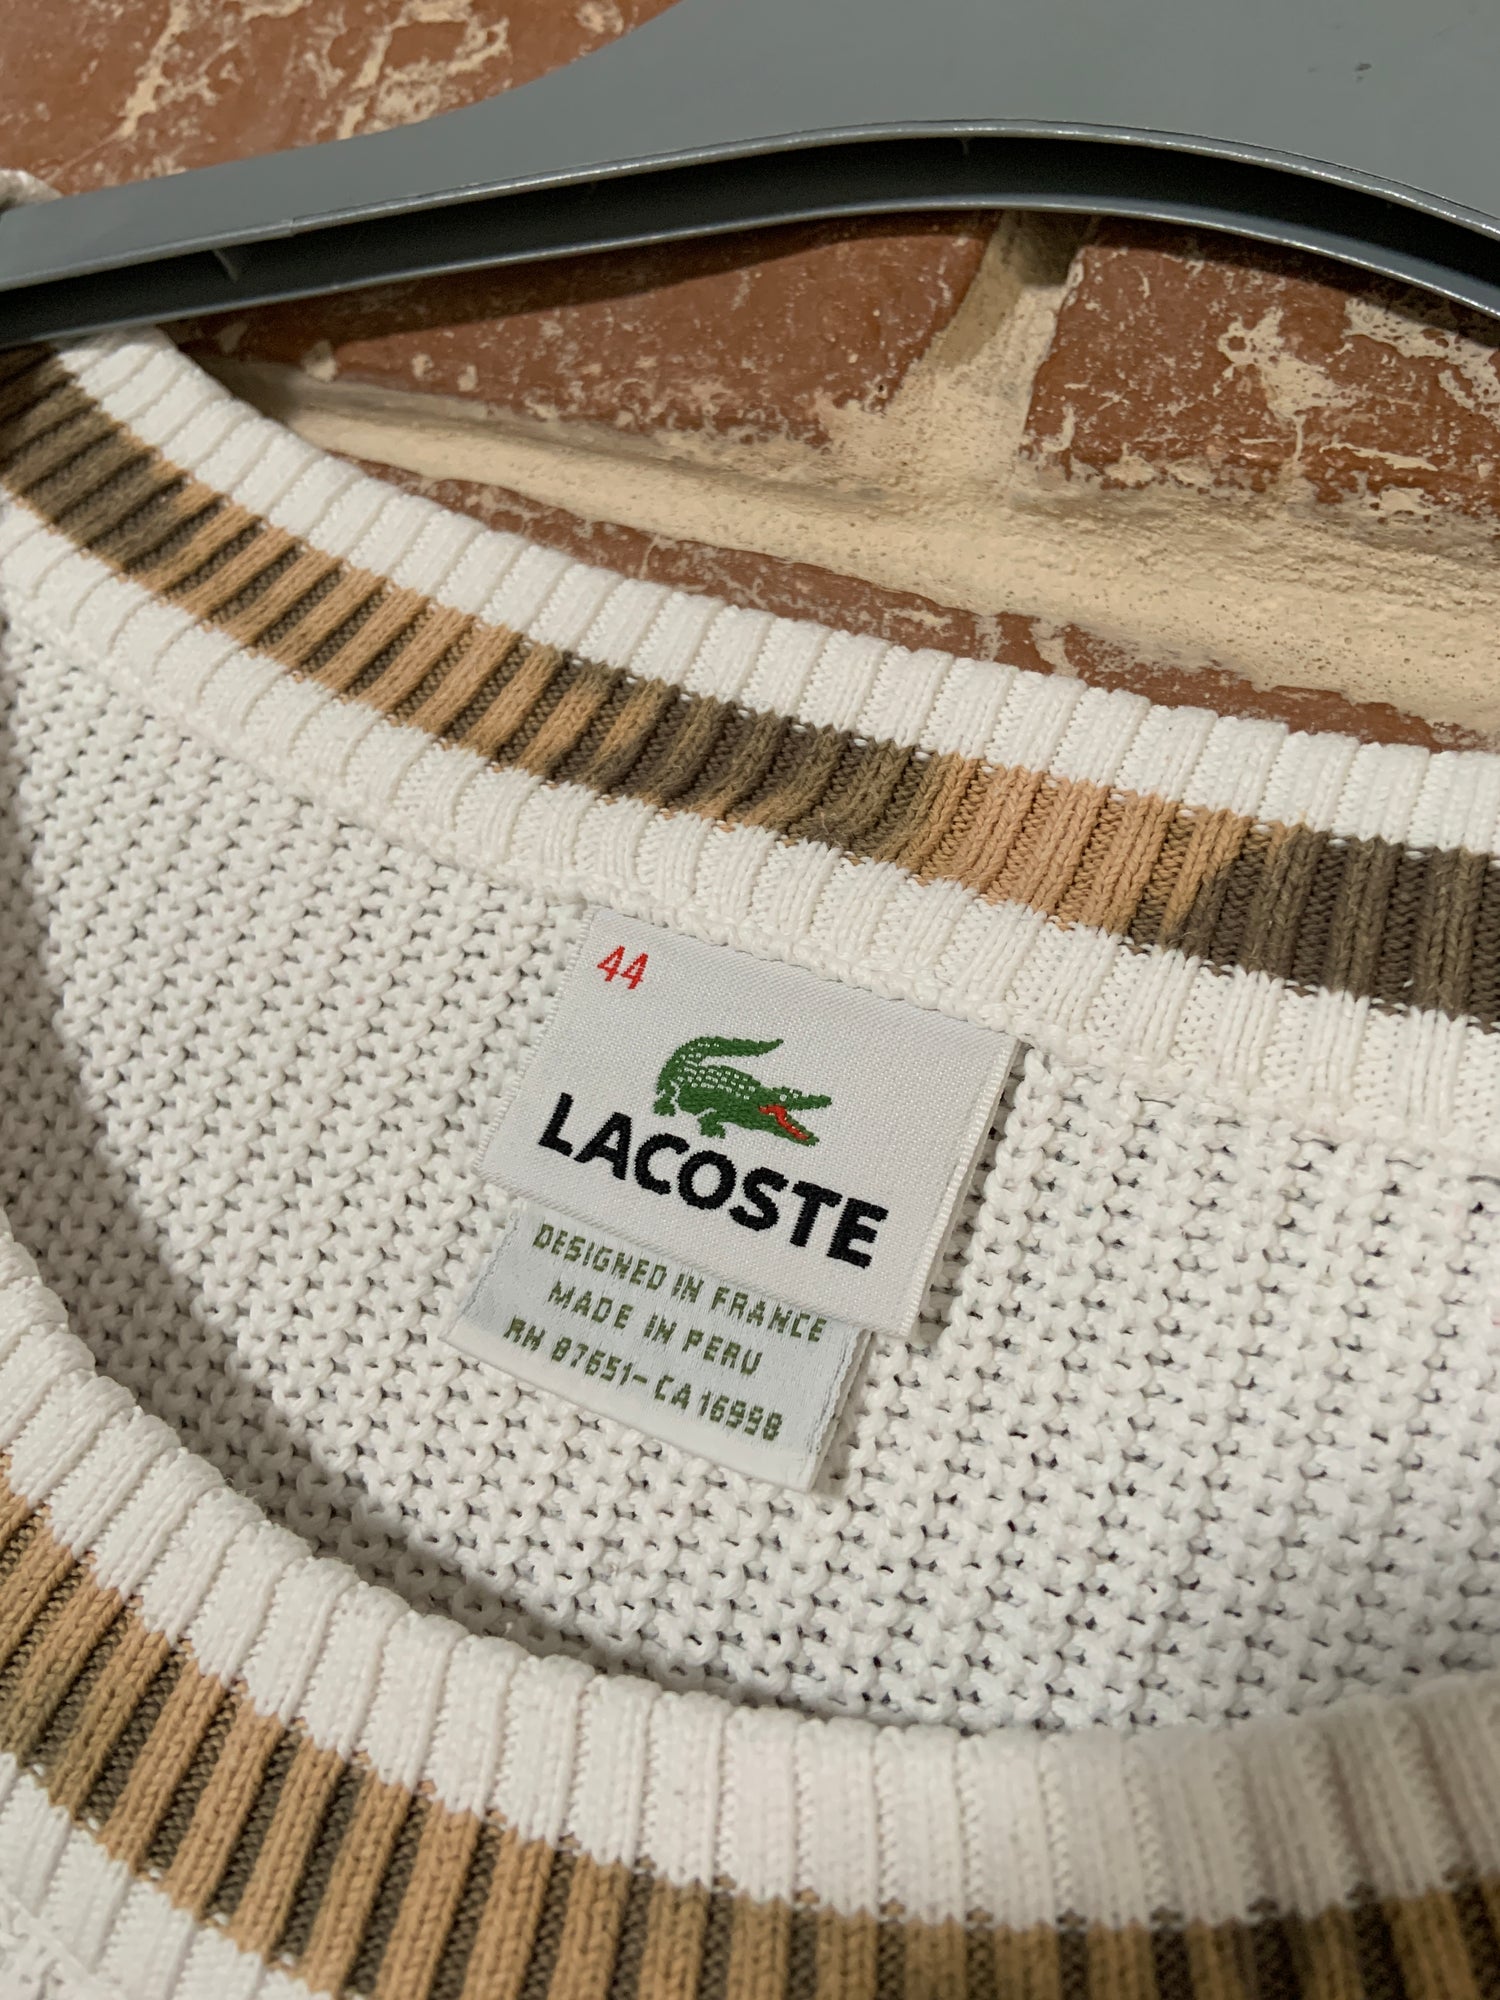 44
LACOSTE
DESIGNED IN FRANCE
MADE IN PERU
RN 87651-CA 16998